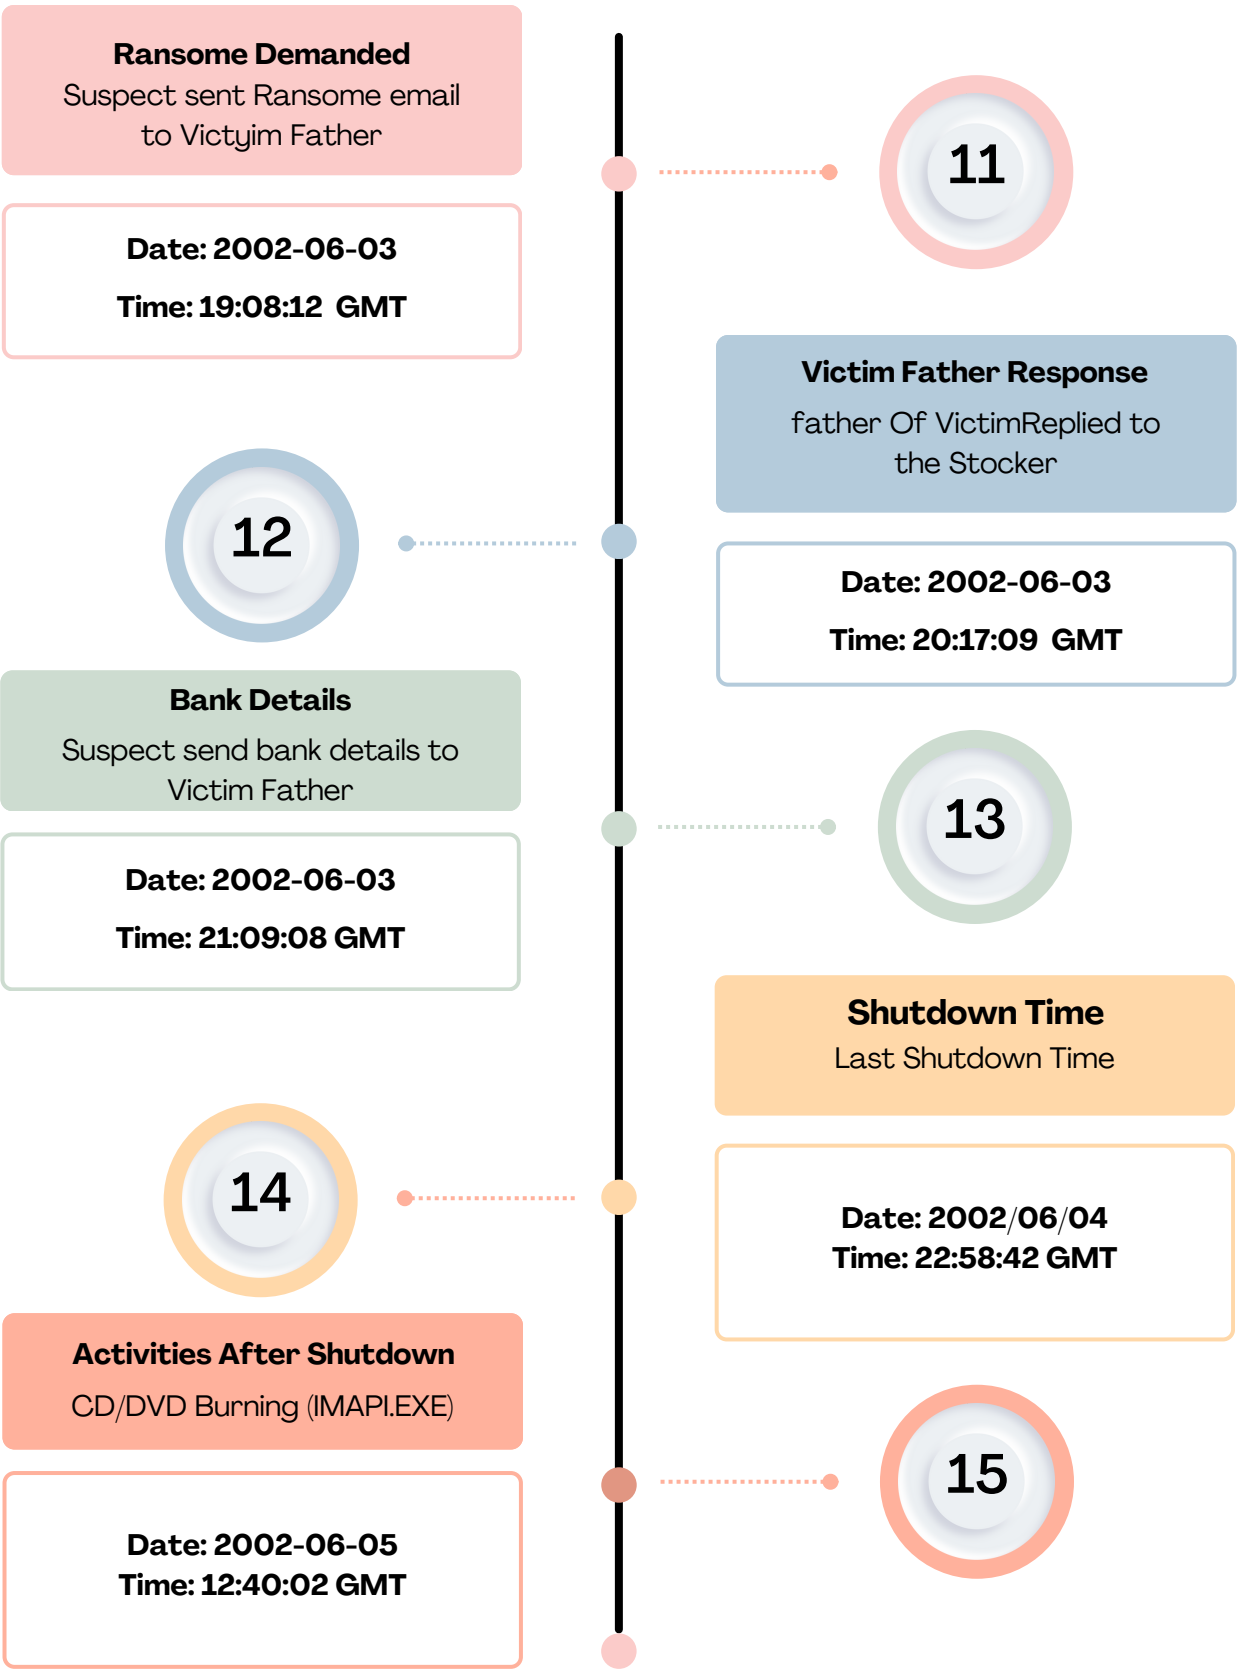 Ransome Demanded
Suspect sent Ransome email
to Victyim Father
Date: 2002-06-03
Time: 19:08:12 GMT
11
Victim Father Response
father Of VictimReplied to
the Stocker
Date: 2002-06-03
Time: 20:17:09 GMT
12
Bank Details
Suspect send bank details to
Victim Father
Date: 2002-06-03
Time: 21:09:08 GMT
13
Shutdown Time
Last Shutdown Time
Date: 2002/06/04
Time: 22:58:42 GMT
14
Activities After Shutdown
CD/DVD Burning (IMAPI.EXE)
Date: 2002-06-05
Time: 12:40:02 GMT
15